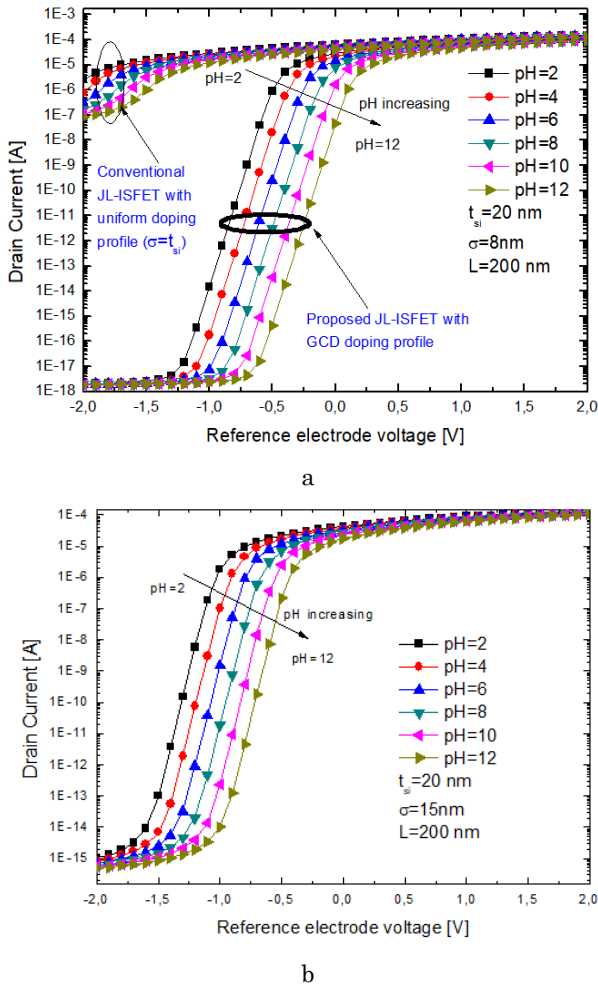 1E-3
1E-4
1E-5
1E-6
1E-7
1E-8
1E-9
1E-10
1E-11
1E-12
1E-13
1E-14
1E-15
1E-16
1E-17
1E-18
Drain Current [A]
pH=2
pH increasing
pH=12
Conventional
JL-ISFET with
uniform doping
profile (σ=t_si)
pH=2
pH=4
pH=6
pH=8
pH=10
pH=12
t_si=20 nm
σ=8nm
L=200 nm
Proposed JL-ISFET with
GCD doping profile
-2,0 -1,5 -1,0 -0,5 0,0 0,5 1,0 1,5 2,0
Reference electrode voltage [V]
a
1E-4
1E-5
1E-6
1E-7
1E-8
1E-9
1E-10
1E-11
1E-12
1E-13
1E-14
1E-15
Drain Current [A]
pH=2
pH increasing
pH=12
pH=2
pH=4
pH=6
pH=8
pH=10
pH=12
t_si=20 nm
σ=15nm
L=200 nm
-2,0 -1,5 -1,0 -0,5 0,0 0,5 1,0 1,5 2,0
Reference electrode voltage [V]
b